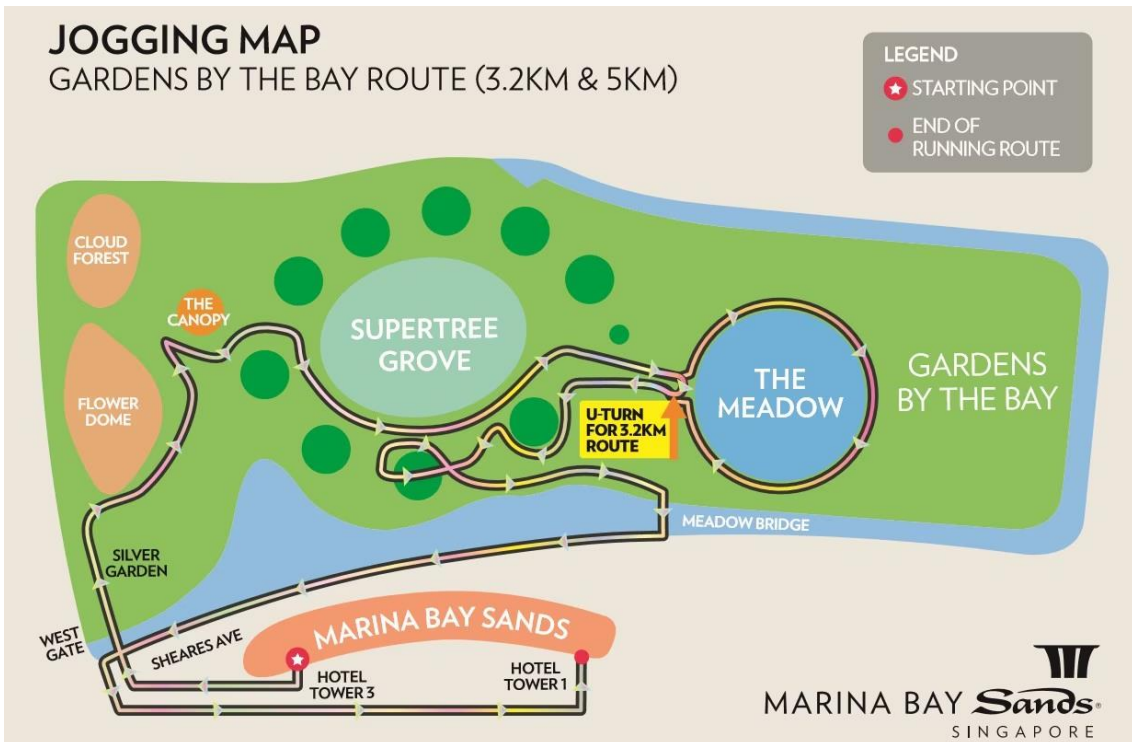 JOGGING MAP
GARDENS BY THE BAY ROUTE (3.2KM & 5KM)
LEGEND
STARTING POINT
END OF
RUNNING ROUTE
CLOUD
FOREST
THE
CANOPY
SUPERTREE
GROVE
FLOWER
DOME
THE
MEADOW
GARDENS
BY THE BAY
U-TURN
FOR 3.2KM
ROUTE
MEADOW BRIDGE
SILVER
GARDEN
WEST
GATE
SHEARES AVE
MARINA BAY SANDS
HOTEL
TOWER 3
HOTEL
TOWER 1
MARINA BAY Sands®
SINGAPORE